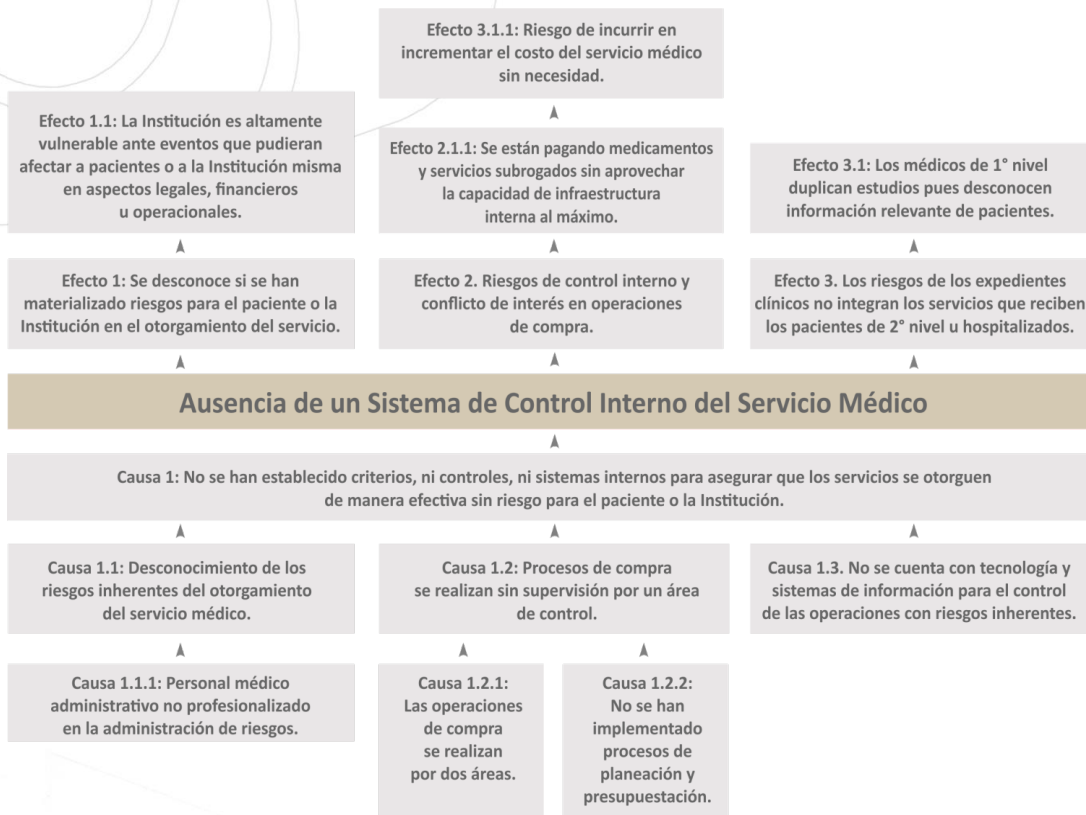 Efecto 3.1.1: Riesgo de incurrir en
incrementar el costo del servicio médico
sin necesidad.
Efecto 1.1: La Institución es altamente
vulnerable ante eventos que pudieran
afectar a pacientes o a la Institución misma
en aspectos legales, financieros
u operacionales.
Efecto 2.1.1: Se están pagando medicamentos
y servicios subrogados sin aprovechar
la capacidad de infraestructura
interna al máximo.
Efecto 3.1: Los médicos de 1° nivel
duplican estudios pues desconocen
información relevante de pacientes.
Efecto 1: Se desconoce si se han
materializado riesgos para el paciente o la
Institución en el otorgamiento del servicio.
Efecto 2. Riesgos de control interno y
conflicto de interés en operaciones
de compra.
Efecto 3. Los riesgos de los expedientes
clínicos no integran los servicios que reciben
los pacientes de 2° nivel u hospitalizados.
Ausencia de un Sistema de Control Interno del Servicio Médico
Causa 1: No se han establecido criterios, ni controles, ni sistemas internos para asegurar que los servicios se otorguen
de manera efectiva sin riesgo para el paciente o la Institución.
Causa 1.1: Desconocimiento de los
riesgos inherentes del otorgamiento
del servicio médico.
Causa 1.2: Procesos de compra
se realizan sin supervisión por un área
de control.
Causa 1.3. No se cuenta con tecnología y
sistemas de información para el control
de las operaciones con riesgos inherentes.
Causa 1.1.1: Personal médico
administrativo no profesionalizado
en la administración de riesgos.
Causa 1.2.1:
Las operaciones
de compra
se realizan
por dos áreas.
Causa 1.2.2:
No se han
implementado
procesos de
planeación y
presupuestación.